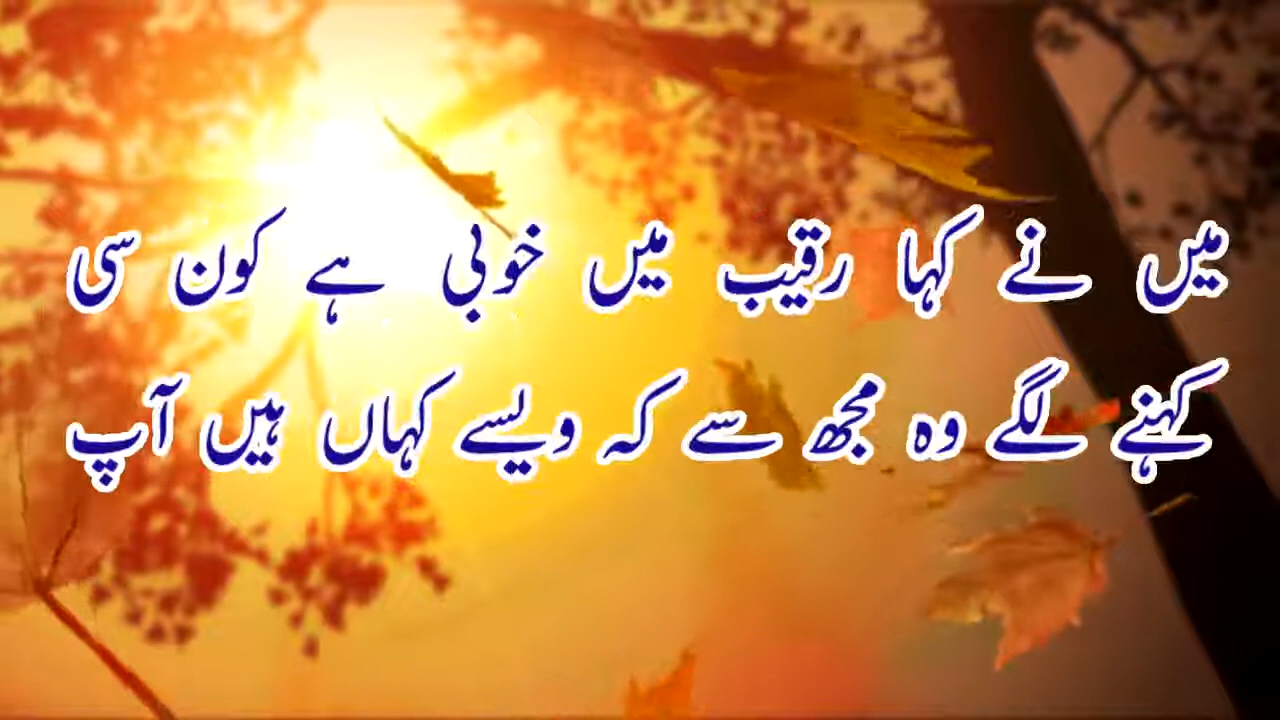 میں نے کہا رقیب میں خوبی ہے کون سی
کہنے لگے وہ مجھ سے کہ ویسے کہاں ہیں آپ